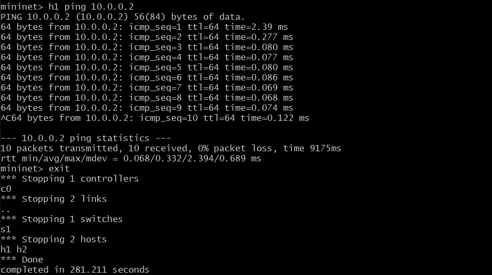 mininet> h1 ping 10.0.0.2
PING 10.0.0.2 (10.0.0.2) 56(84) bytes of data.
64 bytes from 10.0.0.2: icmp_seq=1 ttl=64 time=2.39 ms
64 bytes from 10.0.0.2: icmp_seq=2 ttl=64 time=0.277 ms
64 bytes from 10.0.0.2: icmp_seq=3 ttl=64 time=0.080 ms
64 bytes from 10.0.0.2: icmp_seq=4 ttl=64 time=0.077 ms
64 bytes from 10.0.0.2: icmp_seq=5 ttl=64 time=0.080 ms
64 bytes from 10.0.0.2: icmp_seq=6 ttl=64 time=0.086 ms
64 bytes from 10.0.0.2: icmp_seq=7 ttl=64 time=0.069 ms
64 bytes from 10.0.0.2: icmp_seq=8 ttl=64 time=0.068 ms
64 bytes from 10.0.0.2: icmp_seq=9 ttl=64 time=0.074 ms
^C64 bytes from 10.0.0.2: icmp_seq=10 ttl=64 time=0.122 ms
--- 10.0.0.2 ping statistics ---
10 packets transmitted, 10 received, 0% packet loss, time 9175ms
rtt min/avg/max/mdev = 0.068/0.332/2.394/0.689 ms
mininet> exit
*** Stopping 1 controllers
c0
*** Stopping 2 links
..
*** Stopping 1 switches
s1
*** Stopping 2 hosts
h1 h2
*** Done
completed in 281.211 seconds